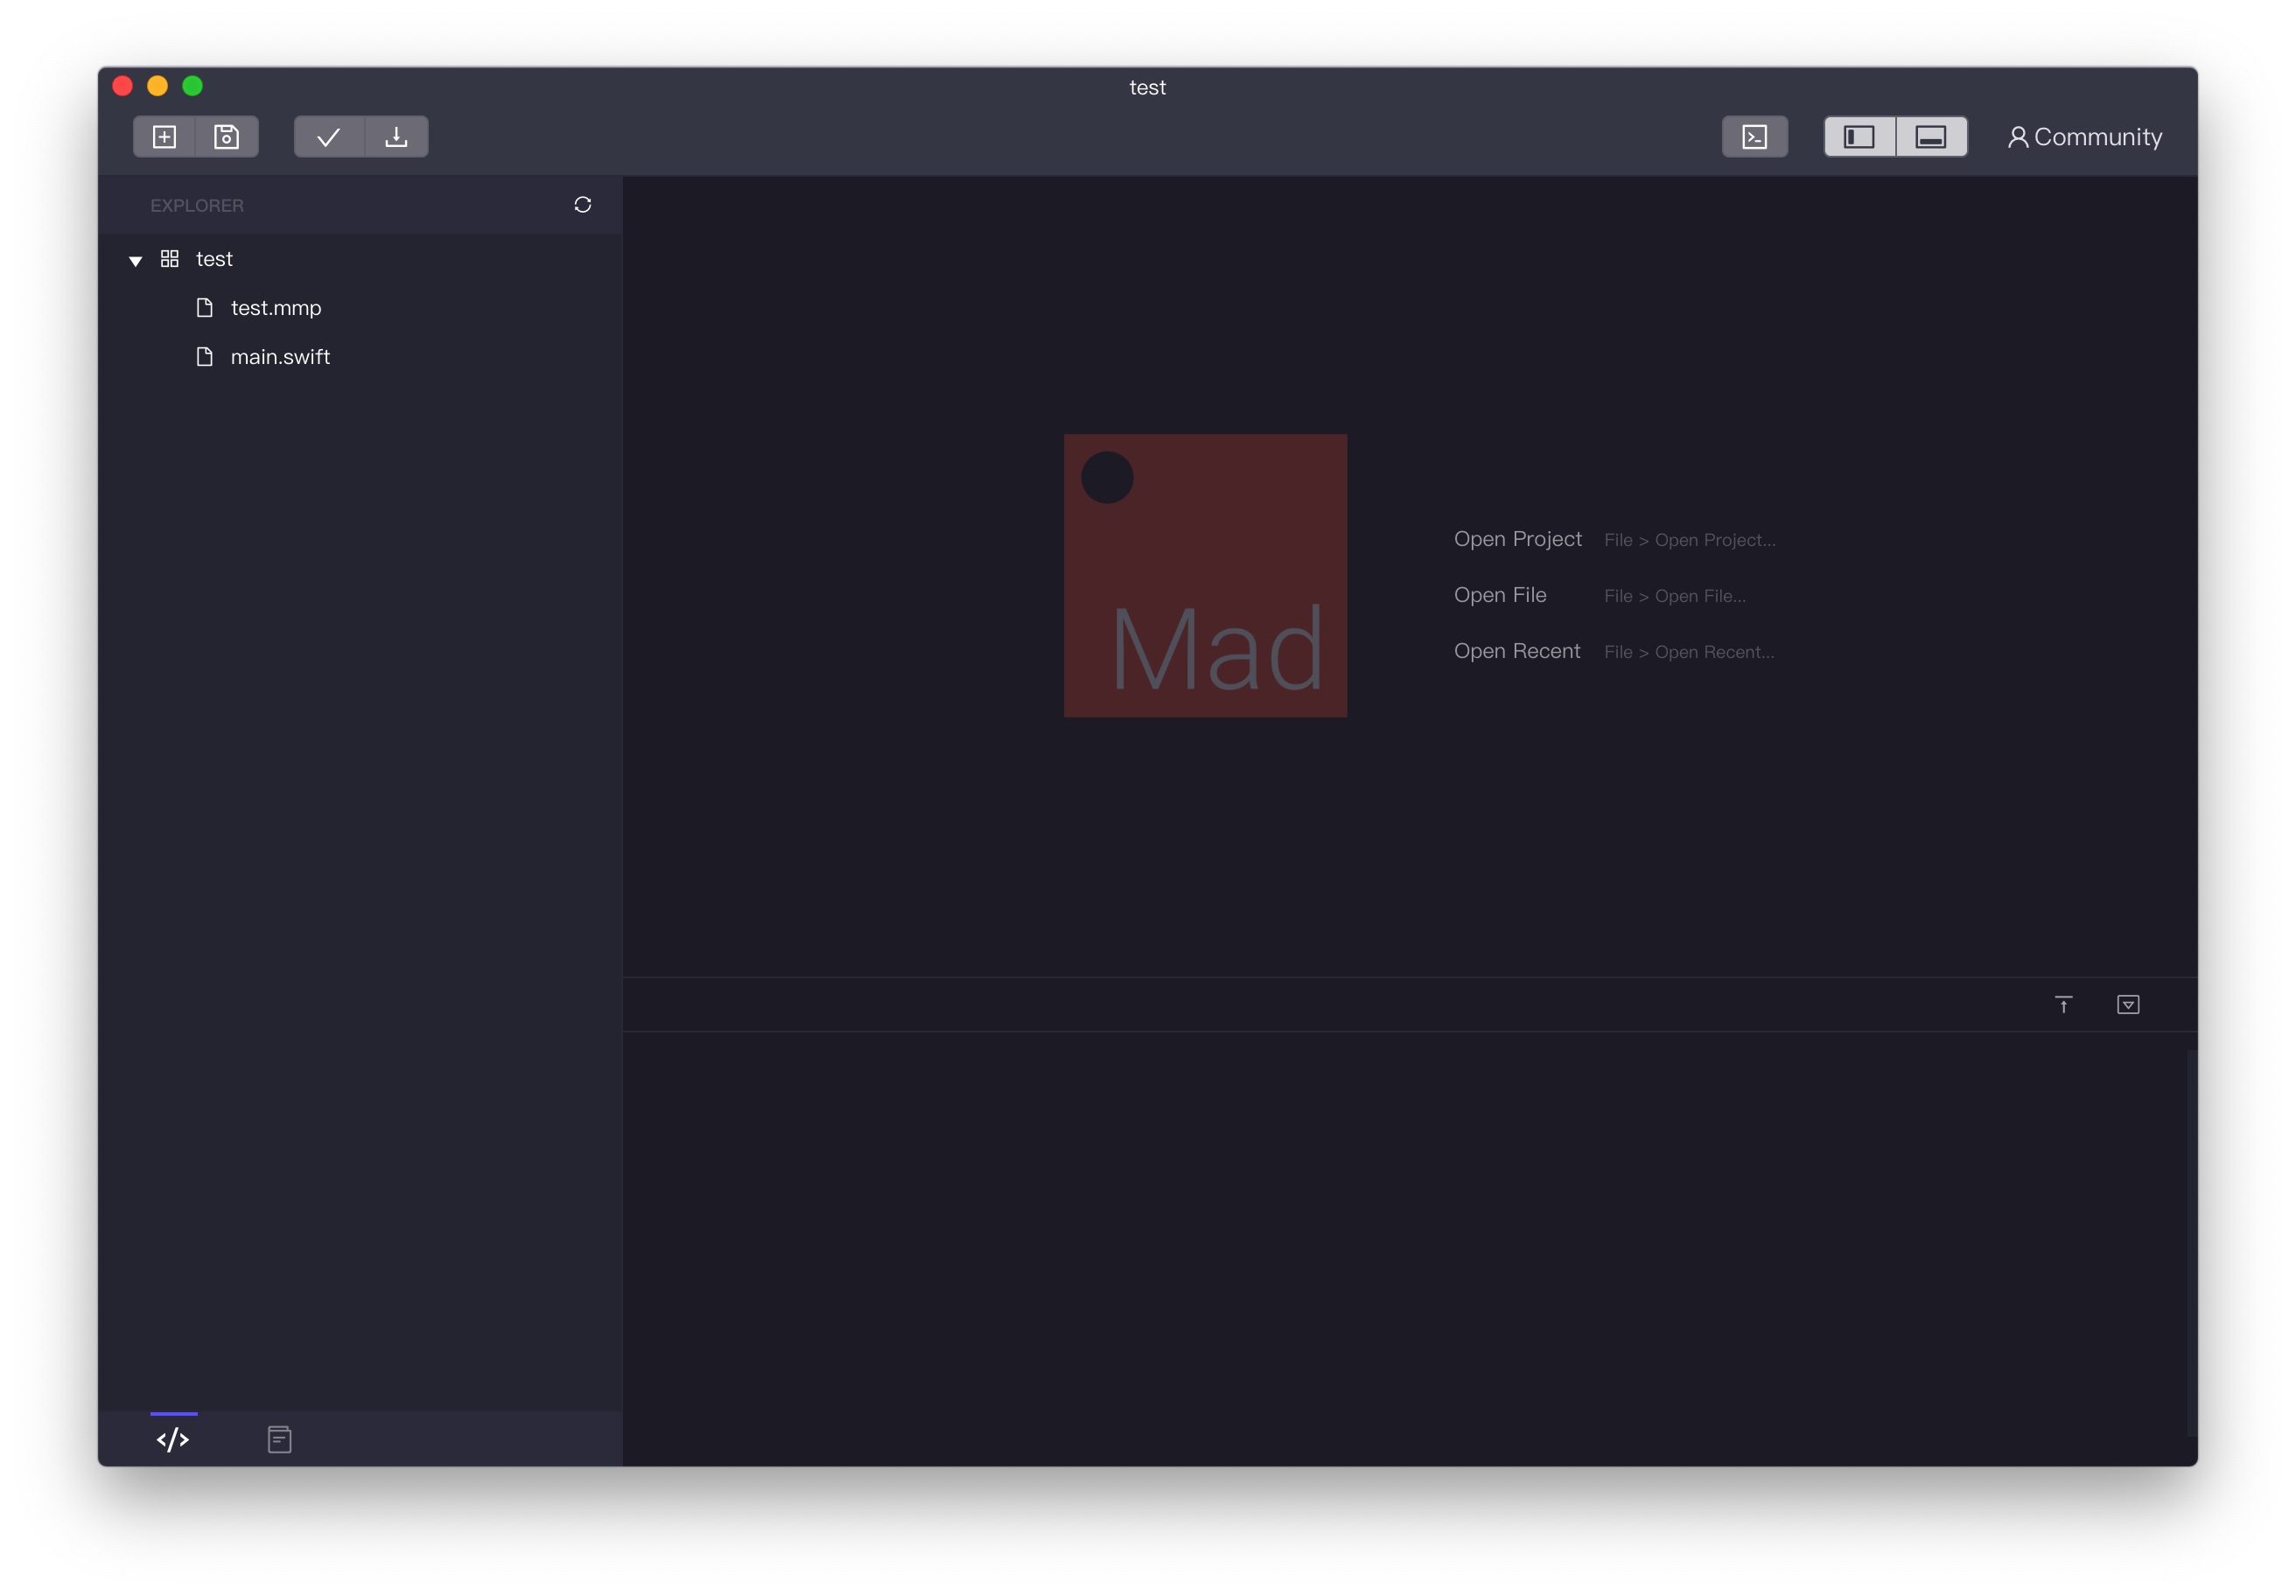 test
Community
EXPLORER
test
test.mmp
main.swift
Mad
Open Project File > Open Project...
Open File File > Open File...
Open Recent File > Open Recent...